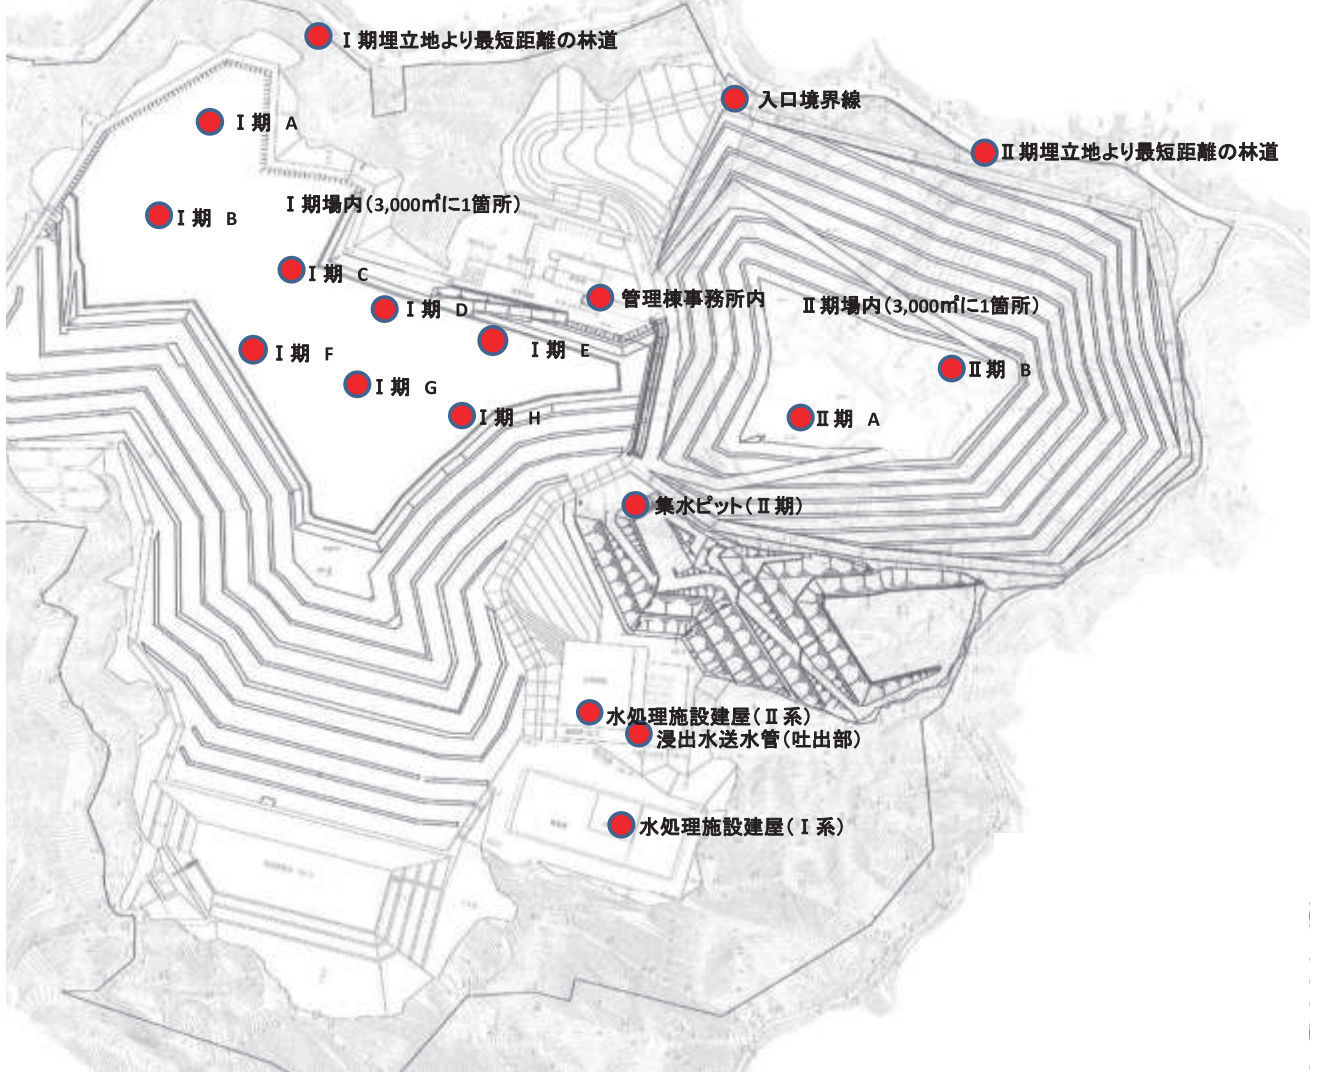 Ⅰ期埋立地より最短距離の林道
入口境界線
Ⅰ期 A
Ⅱ期埋立地より最短距離の林道
Ⅰ期場内(3,000㎡に1箇所)
Ⅰ期 B
Ⅰ期 C
管理棟事務所内
Ⅱ期場内(3,000㎡に1箇所)
Ⅰ期 D
Ⅰ期 E
Ⅰ期 F
Ⅱ期 B
Ⅰ期 G
Ⅰ期 H
Ⅱ期 A
集水ピット(Ⅱ期)
水処理施設建屋(Ⅱ系)
浸出水送水管(吐出部)
水処理施設建屋(Ⅰ系)